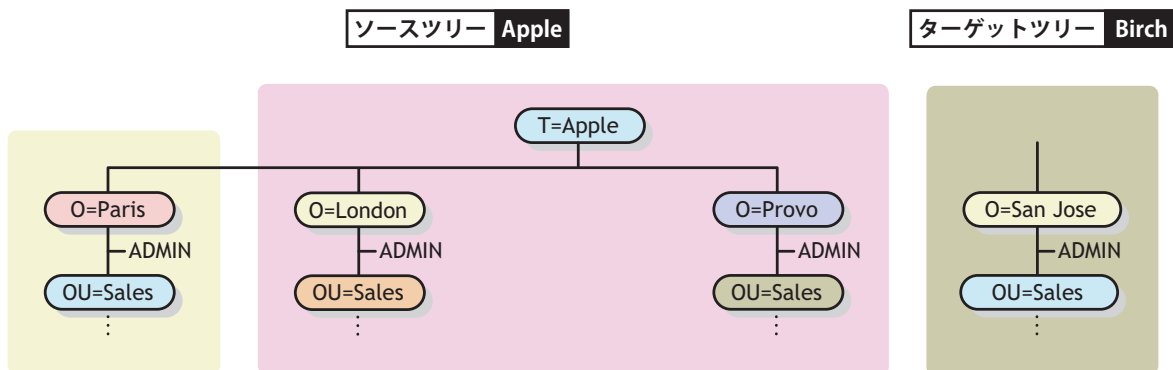 ソースツリー Apple
ターゲットツリー Birch
T=Apple
O=Paris
O=London
O=Provo
O=San Jose
ADMIN
ADMIN
ADMIN
ADMIN
OU=Sales
OU=Sales
OU=Sales
OU=Sales